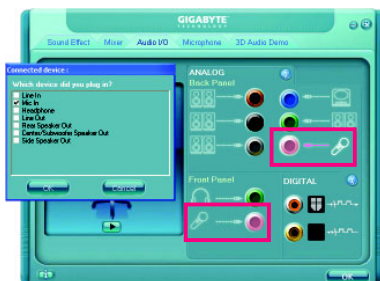 GIGABYTE
TECHNOLOGY
Sound Effect Mixer Audio I/O Microphone 3D Audio Demo
Connected device :
Which device did you plug in?
Line In
Mic In
Headphone
Line Out
Rear Speaker Out
Center/Subwoofer Speaker Out
Side Speaker Out
OK
Cancel
ANALOG
Back Panel
Front Panel
DIGITAL
OK